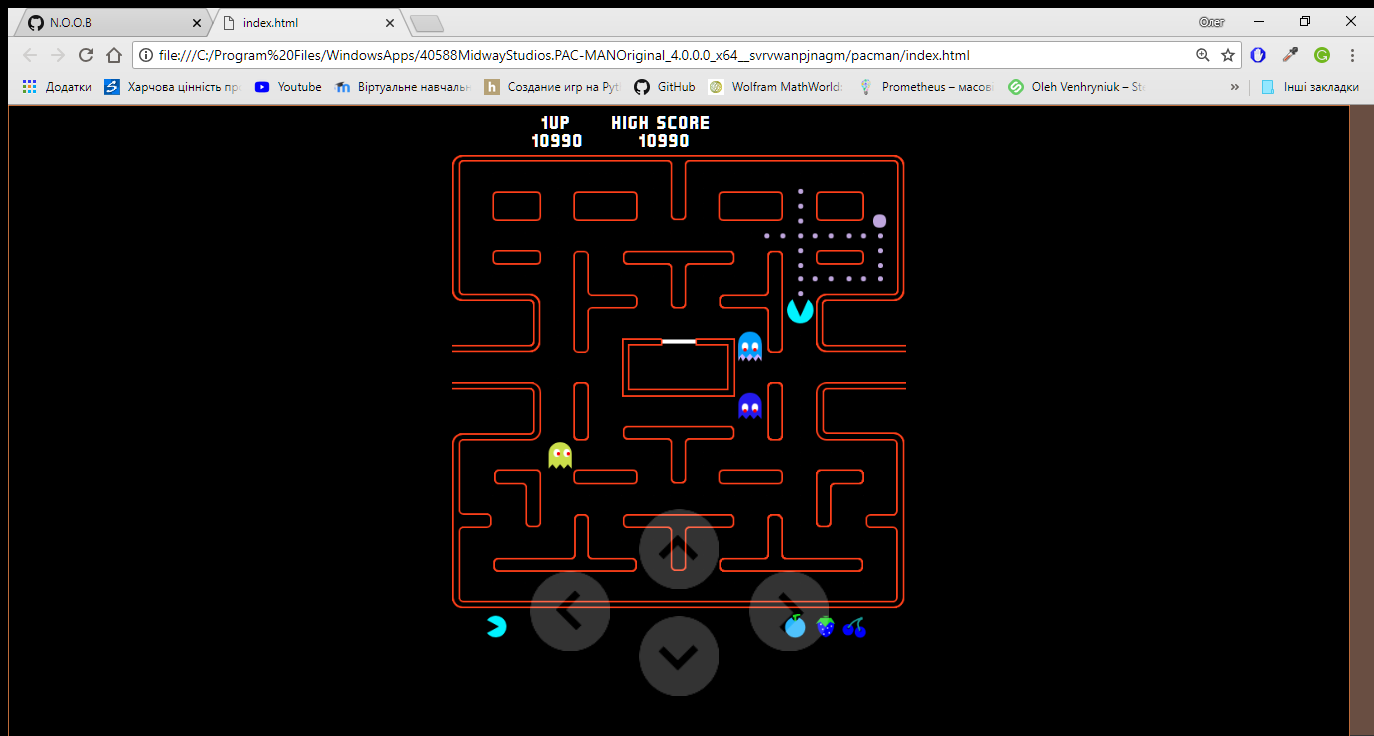 N.O.O.B
index.html
Олег
file:///C:/Program%20Files/WindowsApps/40588MidwayStudios.PAC-MANOriginal_4.0.0.0_x64__svrvwanpjnagm/pacman/index.html
Додатки
Харчова цінність про
Youtube
Віртуальне навчальн
Создание игр на Pyt
GitHub
Wolfram MathWorld:
Prometheus – масові
Oleh Venhryniuk – St
Інші закладки
1UP
HIGH SCORE
10990
10990